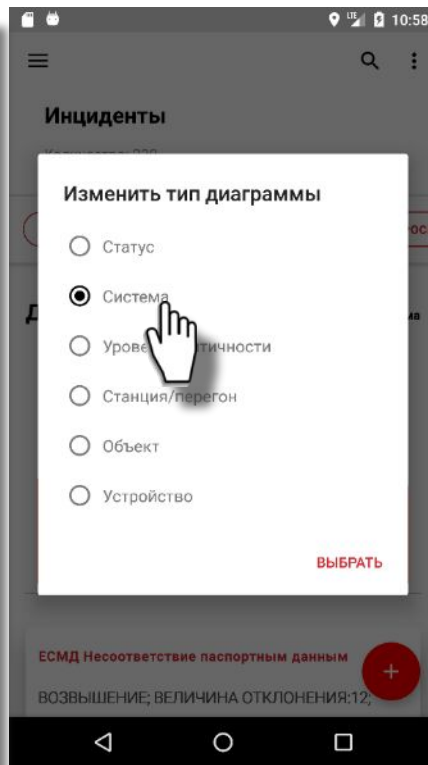 LTE 10:58
Инциденты
Изменить тип диаграммы
Статус
Система
Станция/перегон
Объект
Устройство
ВЫБРАТЬ
ЕСМД Несоответствие паспортным данным
+
ВОЗВЫШЕНИЕ; ВЕЛИЧИНА ОТКЛОНЕНИЯ:12;